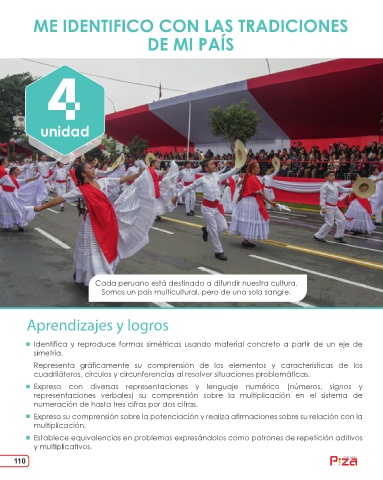 ME IDENTIFICO CON LAS TRADICIONES
DE MI PAÍS
4
unidad
Cada peruano está destinado a difundir nuestra cultura.
Somos un país multicultural, pero de una sola sangre.
Aprendizajes y logros
Identifica y reproduce formas simétricas usando material concreto a partir de un eje de
simetría.
Representa gráficamente su comprensión de los elementos y características de los
cuadriláteros, círculos y circunferencias al resolver situaciones problemáticas.
Expresa con diversas representaciones y lenguaje numérico (números, signos y
representaciones verbales) su comprensión sobre la multiplicación en el sistema de
numeración de hasta tres cifras por dos cifras.
Expresa su comprensión sobre la potenciación y realiza afirmaciones sobre su relación con la
multiplicación.
Establece equivalencias en problemas expresándolos como patrones de repetición aditivos
y multiplicativos.
110